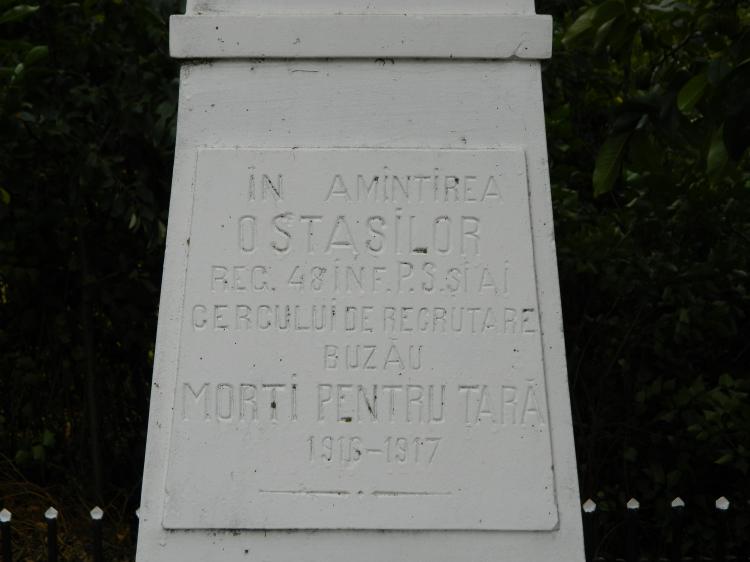 ÎN AMINTIREA
OSTAȘILOR
REG. 48 INF. P.S. ȘI AI
CERCULUI DE RECRUTARE
BUZĂU
MORȚI PENTRU ȚARĂ
1916-1917